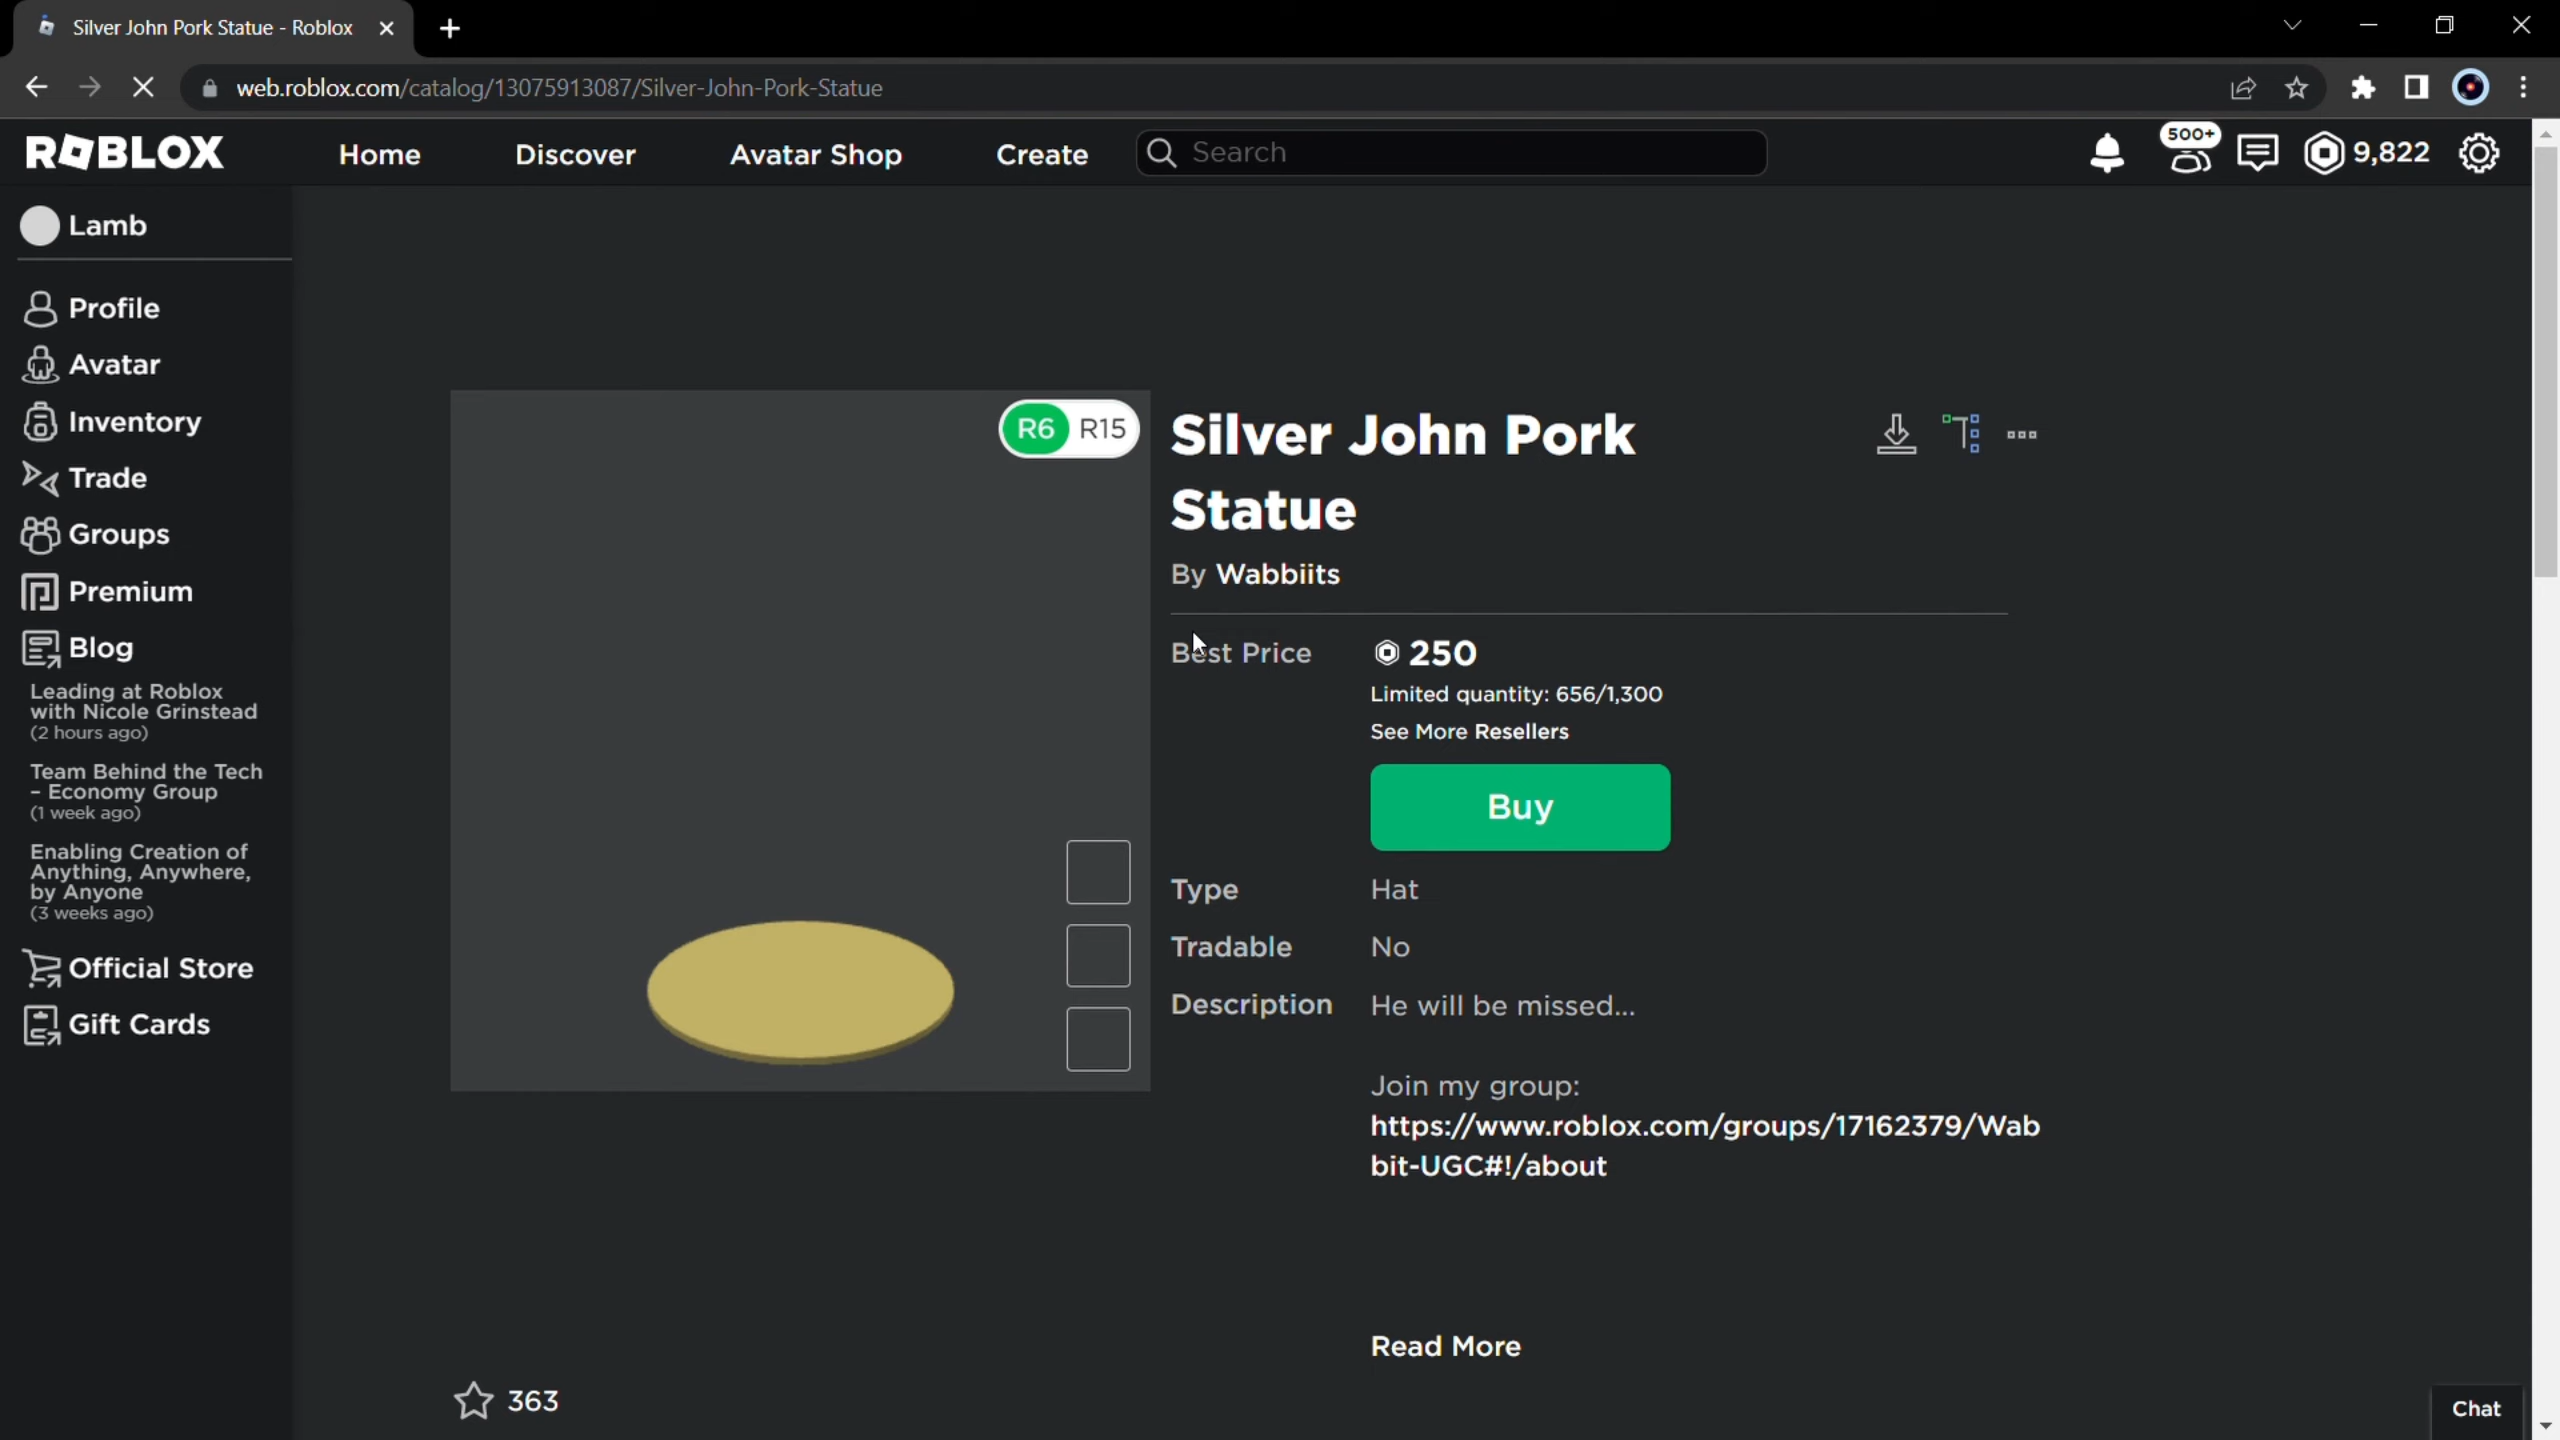 Silver John Pork Statue - Roblox
web.roblox.com/catalog/13075913087/Silver-John-Pork-Statue
ROBLOX
Home
Discover
Avatar Shop
Create
Search
500+
9,822
Lamb
Profile
Avatar
Inventory
Trade
Groups
Premium
Blog
Leading at Roblox
with Nicole Grinstead
(2 hours ago)
Team Behind the Tech
– Economy Group
(1 week ago)
Enabling Creation of
Anything, Anywhere,
by Anyone
(3 weeks ago)
Official Store
Gift Cards
R6 R15
Silver John Pork
Statue
By Wabbiits
Best Price 250
Limited quantity: 656/1,300
See More Resellers
Buy
Type Hat
Tradable No
Description He will be missed...
Join my group:
https://www.roblox.com/groups/17162379/Wab
bit-UGC#!/about
Read More
363
Chat